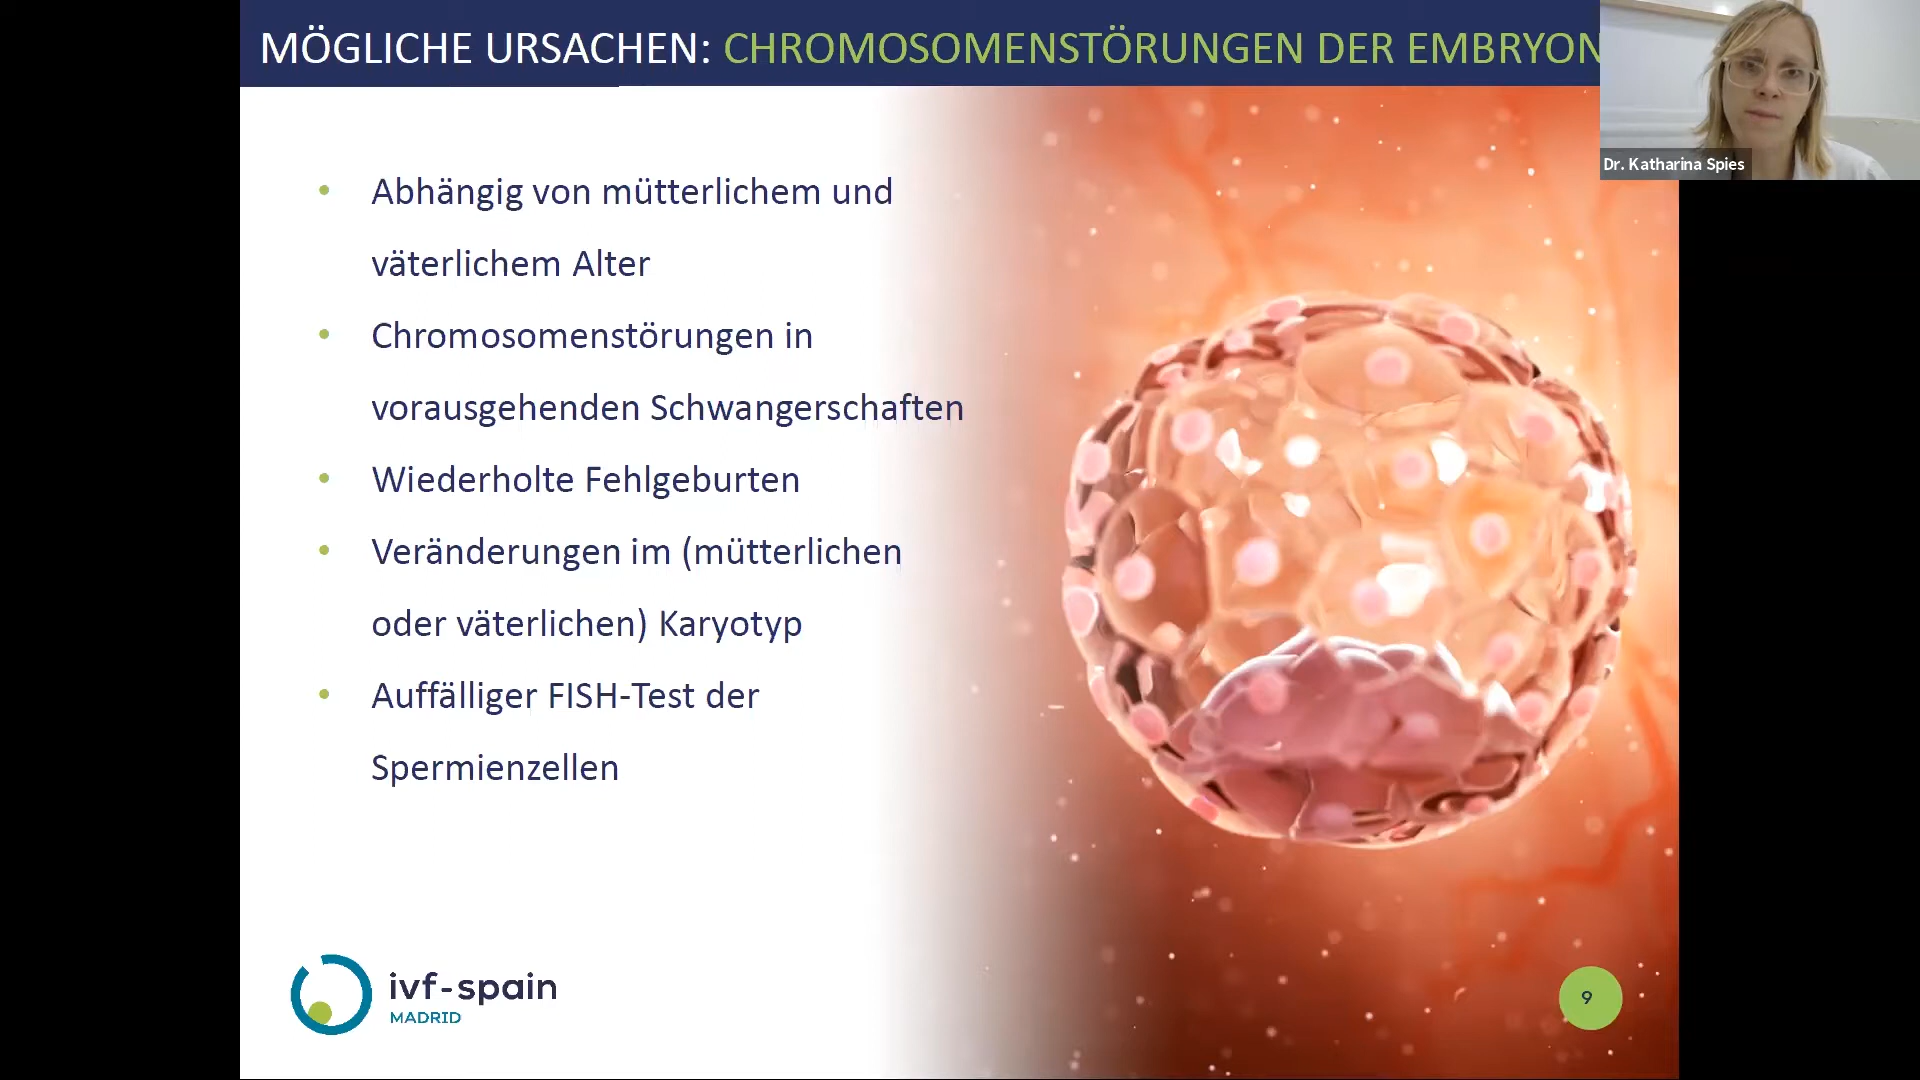 MÖGLICHE URSACHEN: CHROMOSOMENSTÖRUNGEN DER EMBRYON
Dr. Katharina Spies
• Abhängig von mütterlichem und
väterlichem Alter
• Chromosomenstörungen in
vorausgehenden Schwangerschaften
• Wiederholte Fehlgeburten
• Veränderungen im (mütterlichen
oder väterlichen) Karyotyp
• Auffälliger FISH-Test der
Spermienzellen
ivf-spain
MADRID
9